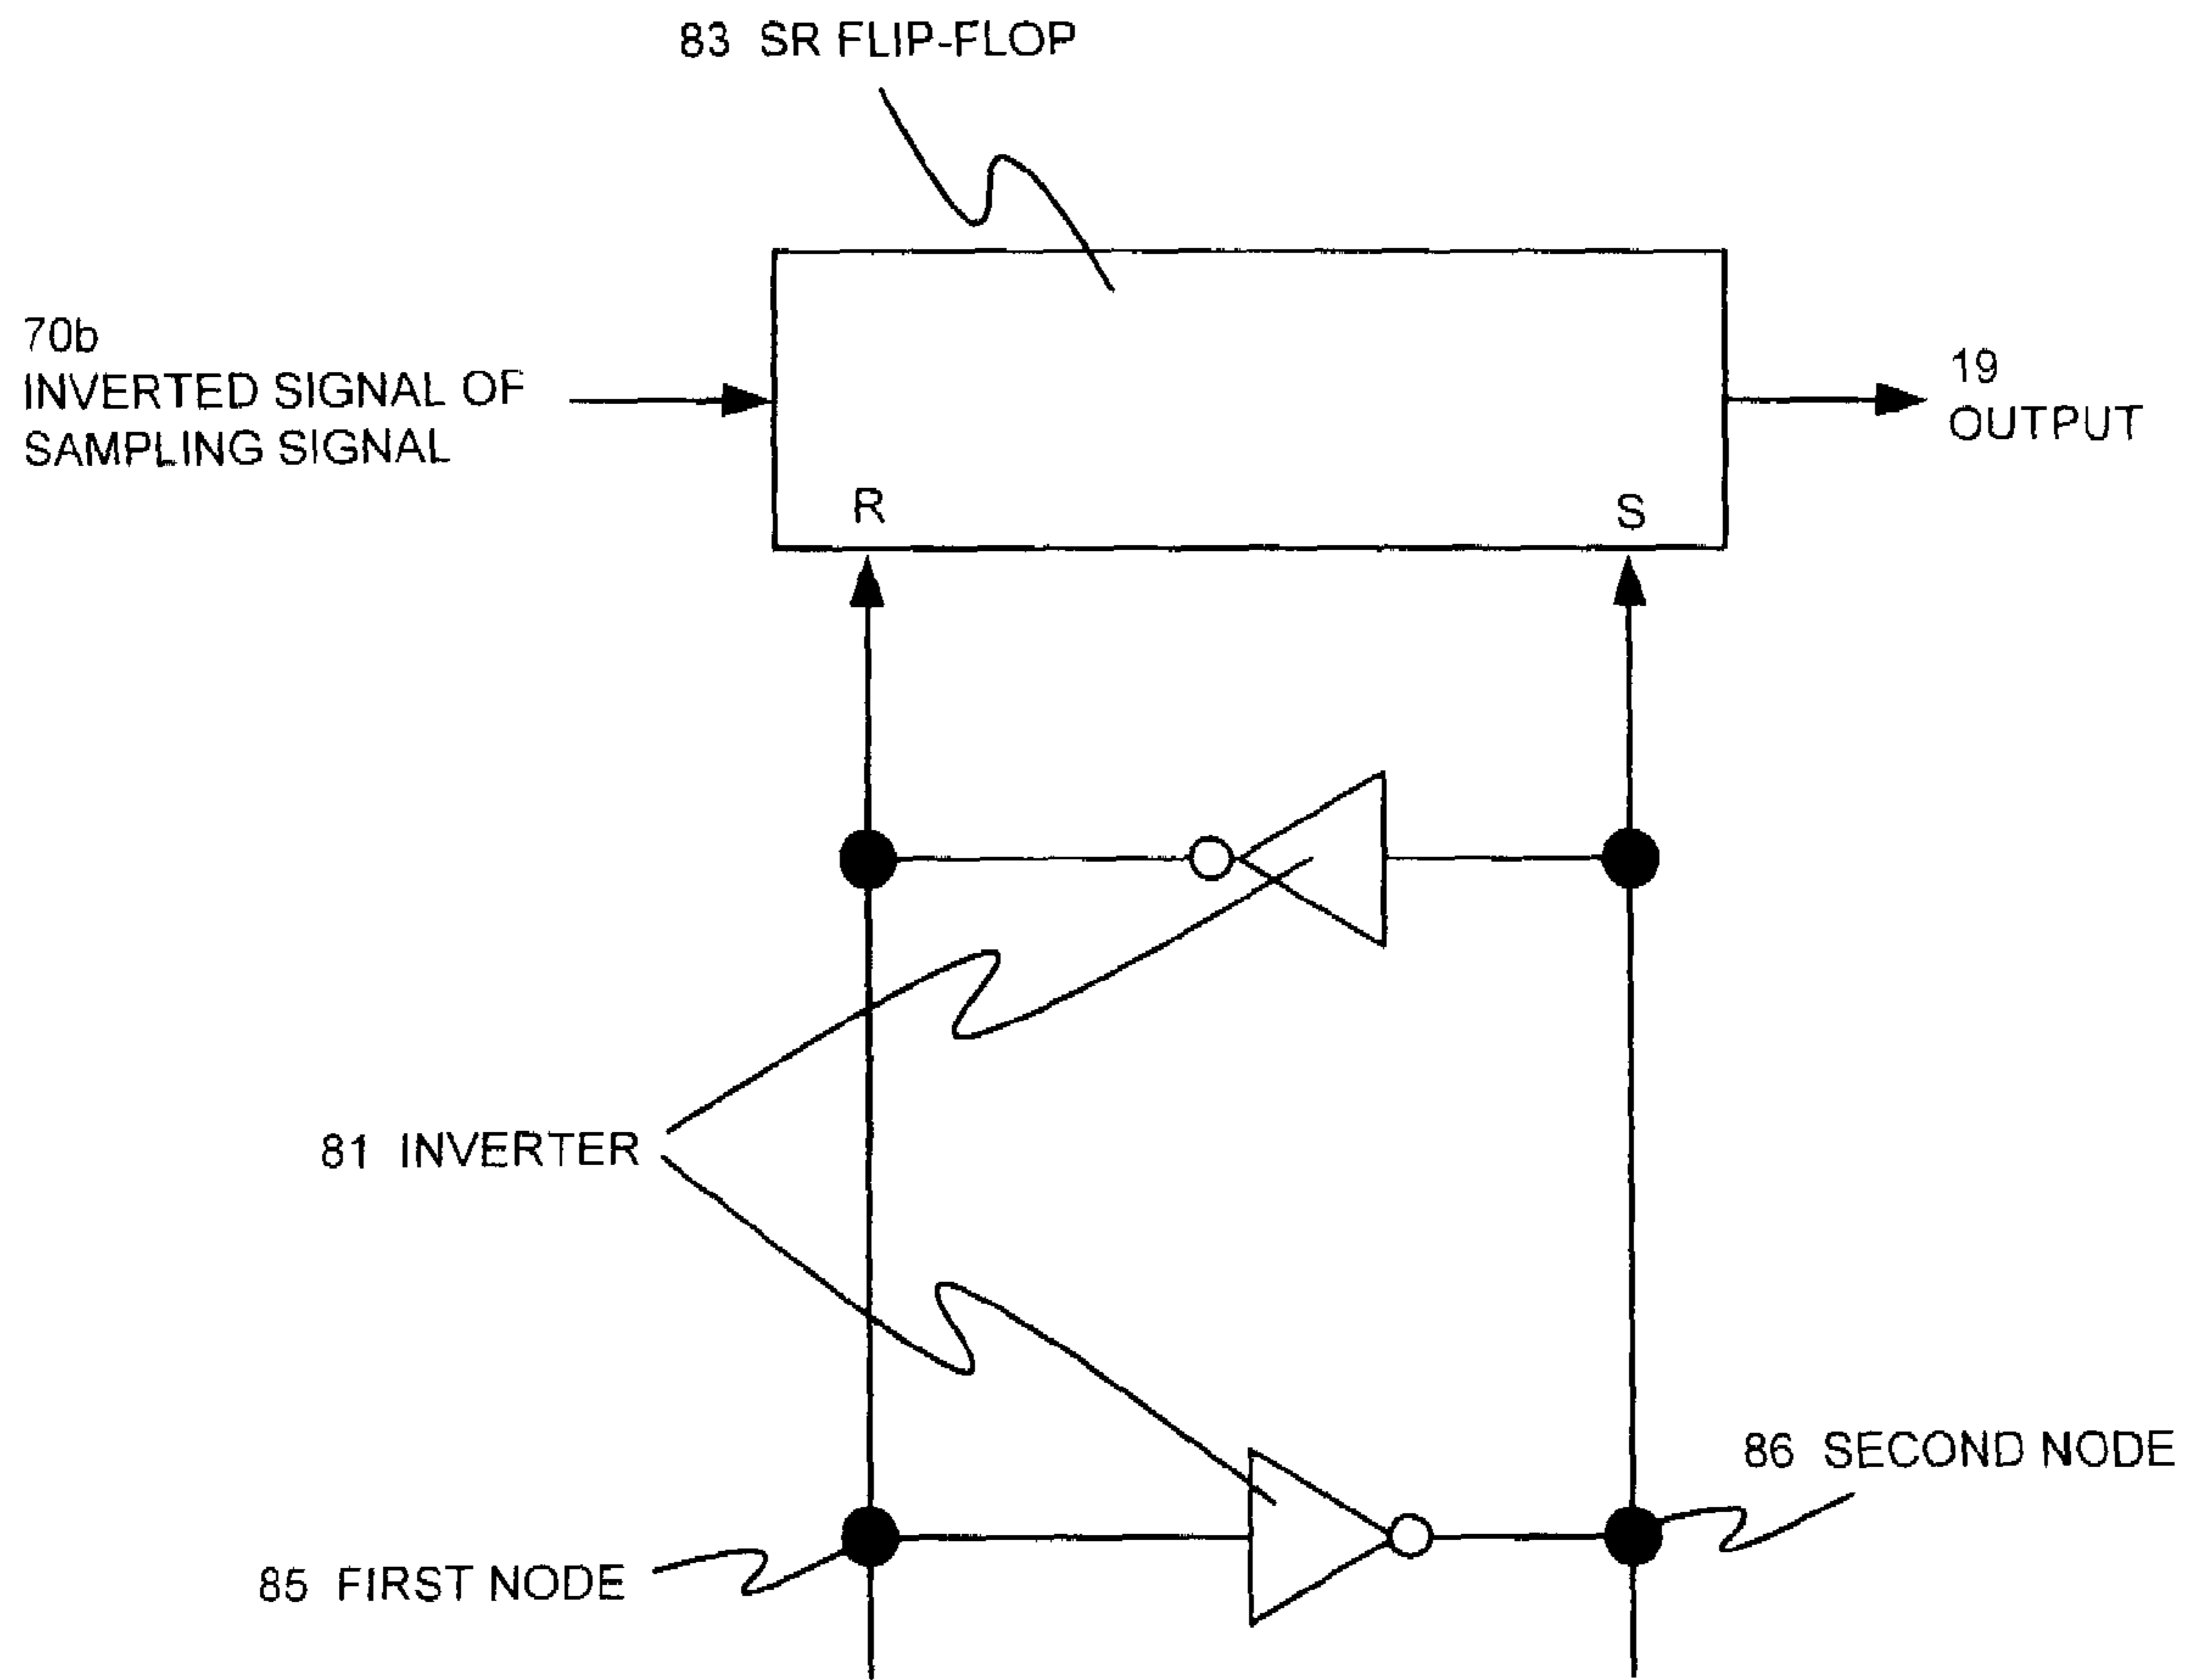 83 SR FLIP-FLOP
70b
INVERTED SIGNAL OF
SAMPLING SIGNAL
19
OUTPUT
R
S
81 INVERTER
86 SECOND NODE
85 FIRST NODE